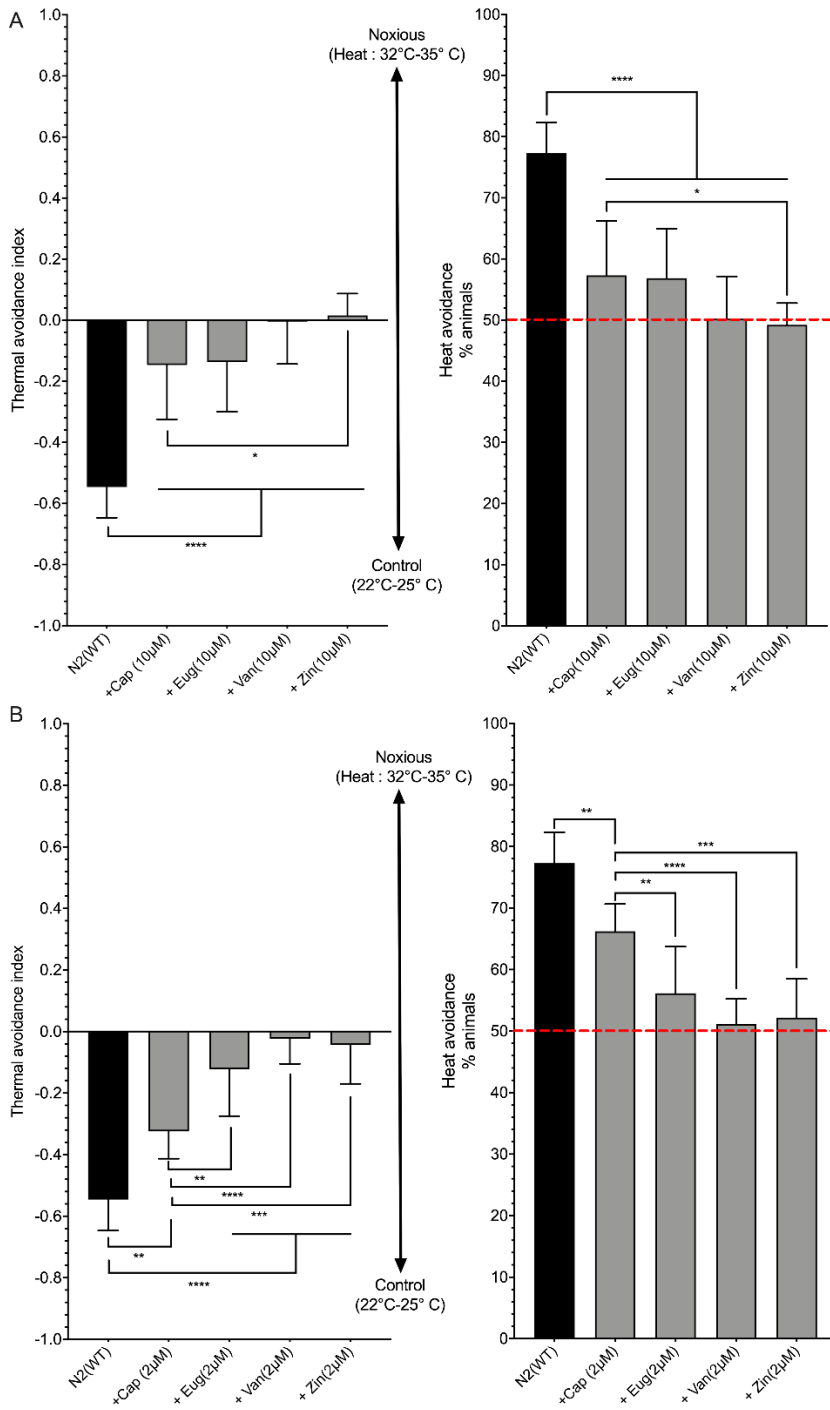 A
Thermal avoidance index
1.0
0.8
0.6
0.4
0.2
0.0
-0.2
-0.4
-0.6
-0.8
-1.0
Noxious
(Heat : 32°C-35° C)
Control
(22°C-25° C)
*
****
N2(WT)
+Cap (10µM)
+ Eug(10µM)
+ Van(10µM)
+ Zin(10µM)
Heat avoidance
% animals
100
90
80
70
60
50
40
30
20
10
0
****
*
N2(WT)
+Cap(10µM)
+ Eug(10µM)
+ Van(10µM)
+ Zin(10µM)
B
Thermal avoidance index
1.0
0.8
0.6
0.4
0.2
0.0
-0.2
-0.4
-0.6
-0.8
-1.0
Noxious
(Heat : 32°C-35° C)
Control
(22°C-25° C)
**
****
***
**
****
N2(WT)
+Cap (2µM)
+ Eug(2µM)
+ Van(2µM)
+ Zin(2µM)
Heat avoidance
% animals
100
90
80
70
60
50
40
30
20
10
0
**
***
****
**
N2(WT)
+Cap (2µM)
+ Eug(2µM)
+ Van(2µM)
+ Zin(2µM)